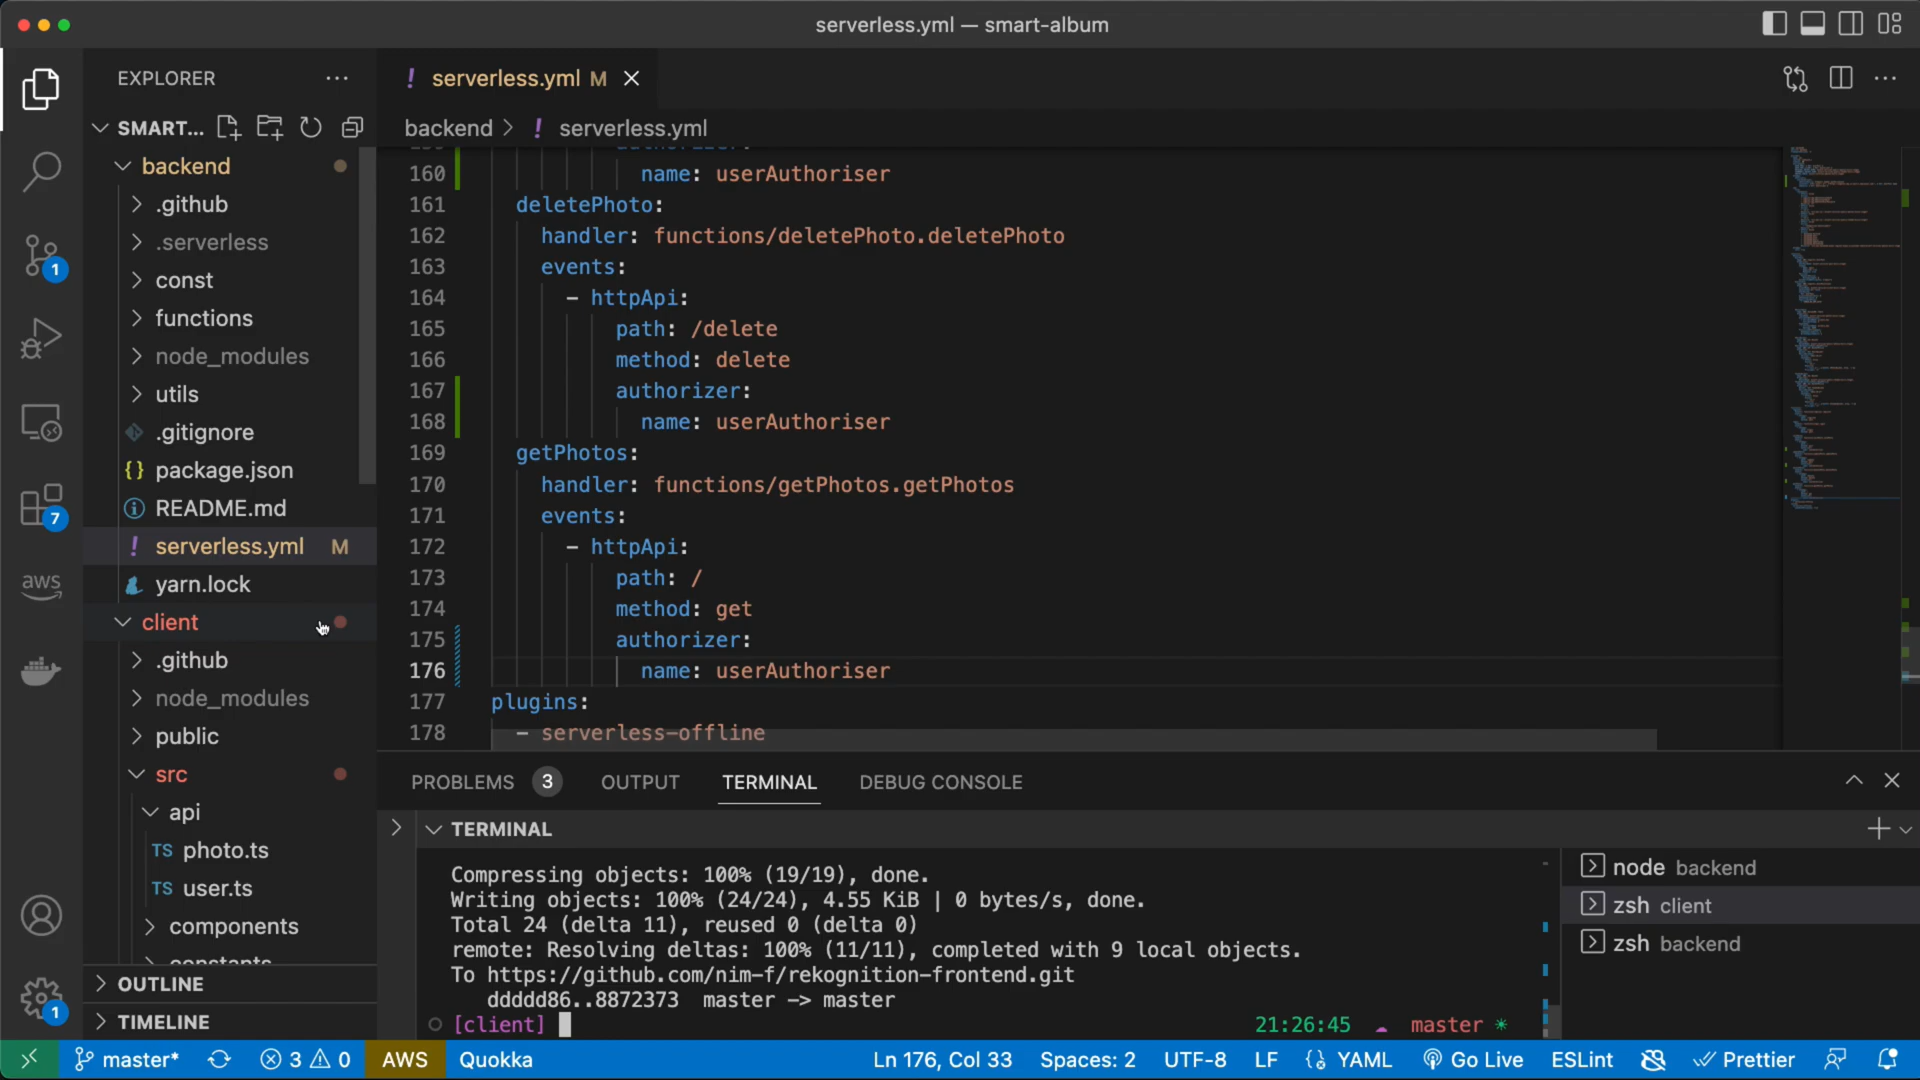 serverless.yml — smart-album
EXPLORER
! serverless.yml M
SMART...
backend > ! serverless.yml
backend
.github
.serverless
const
functions
node_modules
utils
.gitignore
{} package.json
README.md
! serverless.yml M
yarn.lock
client
.github
node_modules
public
src
api
TS photo.ts
TS user.ts
components
constants
OUTLINE
TIMELINE
1
7
aws
1
authorizer:
160 name: userAuthoriser
161 deletePhoto:
162 handler: functions/deletePhoto.deletePhoto
163 events:
164 - httpApi:
165 path: /delete
166 method: delete
167 authorizer:
168 name: userAuthoriser
169 getPhotos:
170 handler: functions/getPhotos.getPhotos
171 events:
172 - httpApi:
173 path: /
174 method: get
175 authorizer:
176 name: userAuthoriser
177 plugins:
178 - serverless-offline
PROBLEMS 3 OUTPUT TERMINAL DEBUG CONSOLE
TERMINAL
Compressing objects: 100% (19/19), done.
Writing objects: 100% (24/24), 4.55 KiB | 0 bytes/s, done.
Total 24 (delta 11), reused 0 (delta 0)
remote: Resolving deltas: 100% (11/11), completed with 9 local objects.
To https://github.com/nim-f/rekognition-frontend.git
ddddd86..8872373 master -> master
[client] 21:26:45 master *
node backend
zsh client
zsh backend
master* 3 0 AWS Quokka Ln 176, Col 33 Spaces: 2 UTF-8 LF YAML Go Live ESLint Prettier